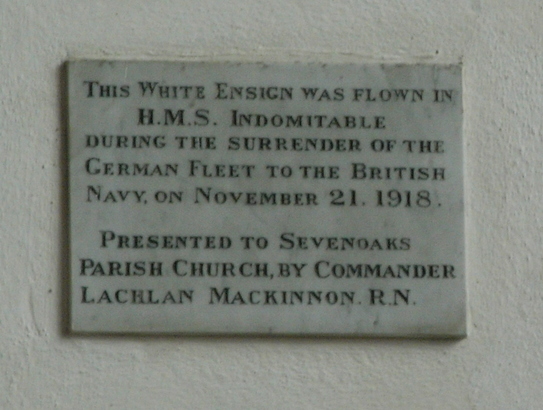 THIS WHITE ENSIGN WAS FLOWN IN
H.M.S. INDOMITABLE
DURING THE SURRENDER OF THE
GERMAN FLEET TO THE BRITISH
NAVY, ON NOVEMBER 21. 1918.
PRESENTED TO SEVENOAKS
PARISH CHURCH, BY COMMANDER
LACHLAN MACKINNON. R.N.